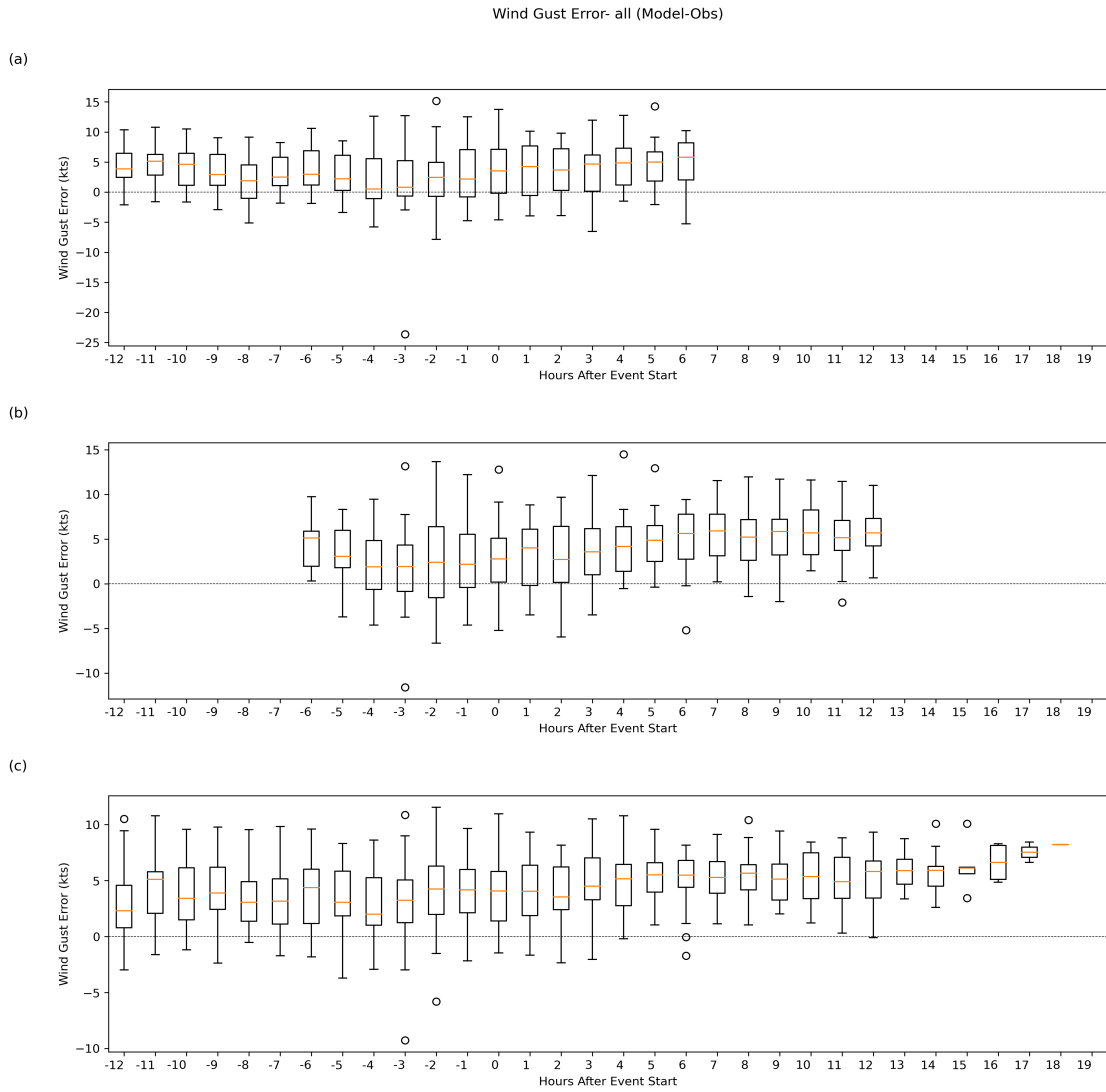 Wind Gust Error- all (Model-Obs)
(a)
Wind Gust Error (kts)
15
10
5
0
−5
−10
−15
−20
−25
-12 -11 -10 -9 -8 -7 -6 -5 -4 -3 -2 -1 0 1 2 3 4 5 6 7 8 9 10 11 12 13 14 15 16 17 18 19
Hours After Event Start
(b)
Wind Gust Error (kts)
15
10
5
0
−5
−10
-12 -11 -10 -9 -8 -7 -6 -5 -4 -3 -2 -1 0 1 2 3 4 5 6 7 8 9 10 11 12 13 14 15 16 17 18 19
Hours After Event Start
(c)
Wind Gust Error (kts)
10
5
0
−5
−10
-12 -11 -10 -9 -8 -7 -6 -5 -4 -3 -2 -1 0 1 2 3 4 5 6 7 8 9 10 11 12 13 14 15 16 17 18 19
Hours After Event Start